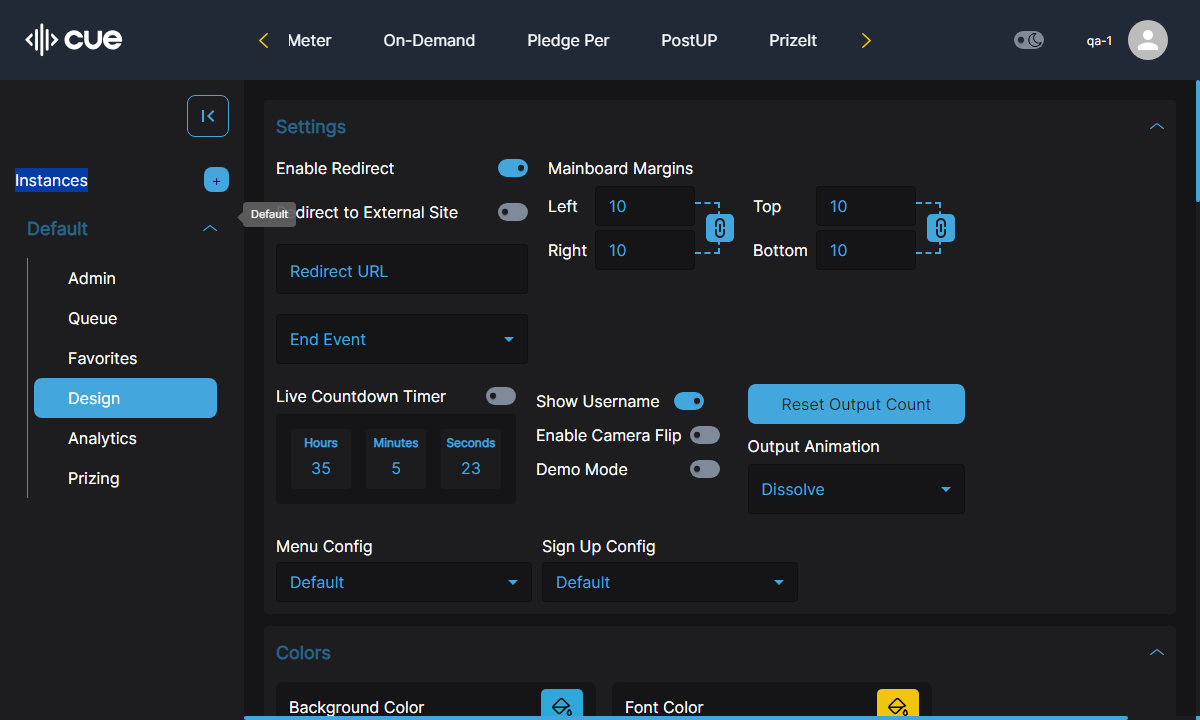 cue
Meter
On-Demand
Pledge Per
PostUP
PrizeIt
qa-1
Instances
+
Default
Default
Admin
Queue
Favorites
Design
Analytics
Prizing
Settings
Enable Redirect
direct to External Site
Redirect URL
End Event
Mainboard Margins
Left
10
Right
10
Top
10
Bottom
10
Live Countdown Timer
Hours
35
Minutes
5
Seconds
23
Show Username
Enable Camera Flip
Demo Mode
Reset Output Count
Output Animation
Dissolve
Menu Config
Default
Sign Up Config
Default
Colors
Background Color
Font Color